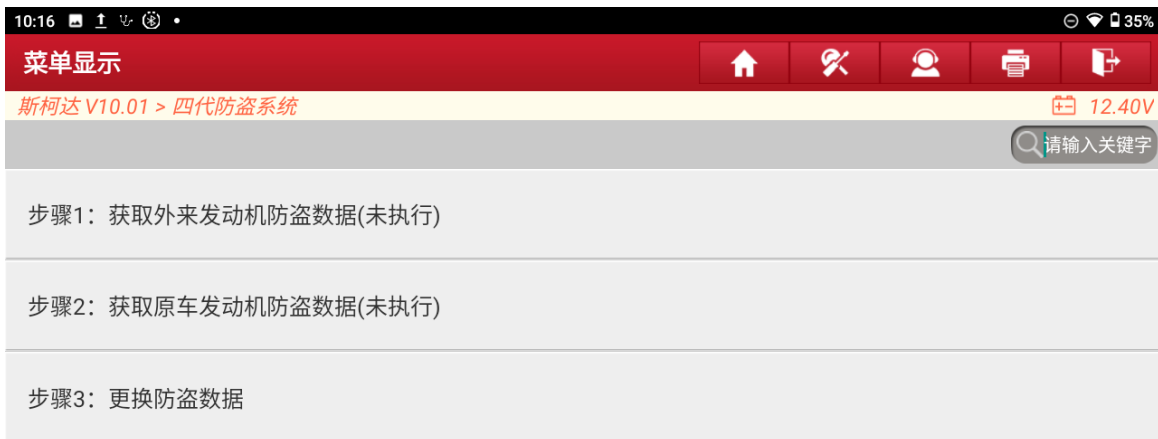 10:16
35%
菜单显示
斯柯达 V10.01 > 四代防盗系统
12.40V
请输入关键字
步骤1：获取外来发动机防盗数据(未执行)
步骤2：获取原车发动机防盗数据(未执行)
步骤3：更换防盗数据